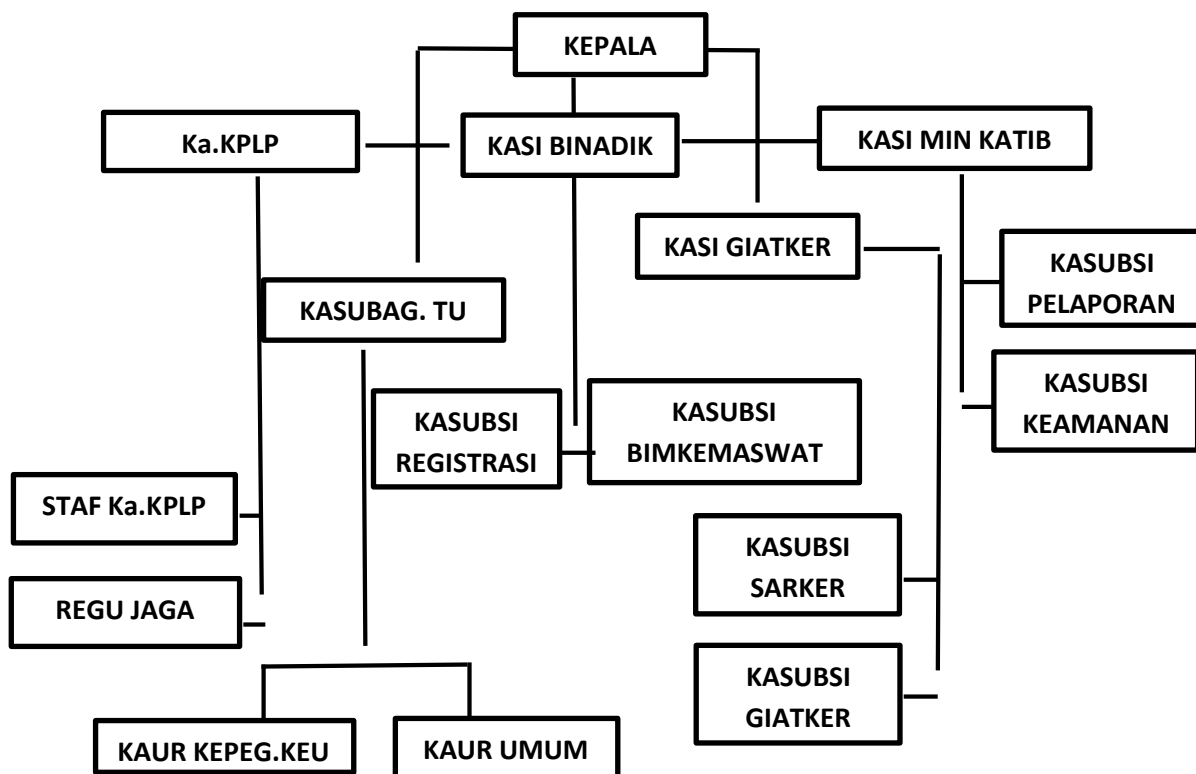 KEPALA
Ka.KPLP
KASI BINADIK
KASI MIN KATIB
KASI GIATKER
KASUBAG. TU
KASUBSI
PELAPORAN
KASUBSI
REGISTRASI
KASUBSI
BIMKEMASWAT
KASUBSI
KEAMANAN
STAF Ka.KPLP
KASUBSI
SARKER
REGU JAGA
KASUBSI
GIATKER
KAUR KEPEG.KEU
KAUR UMUM